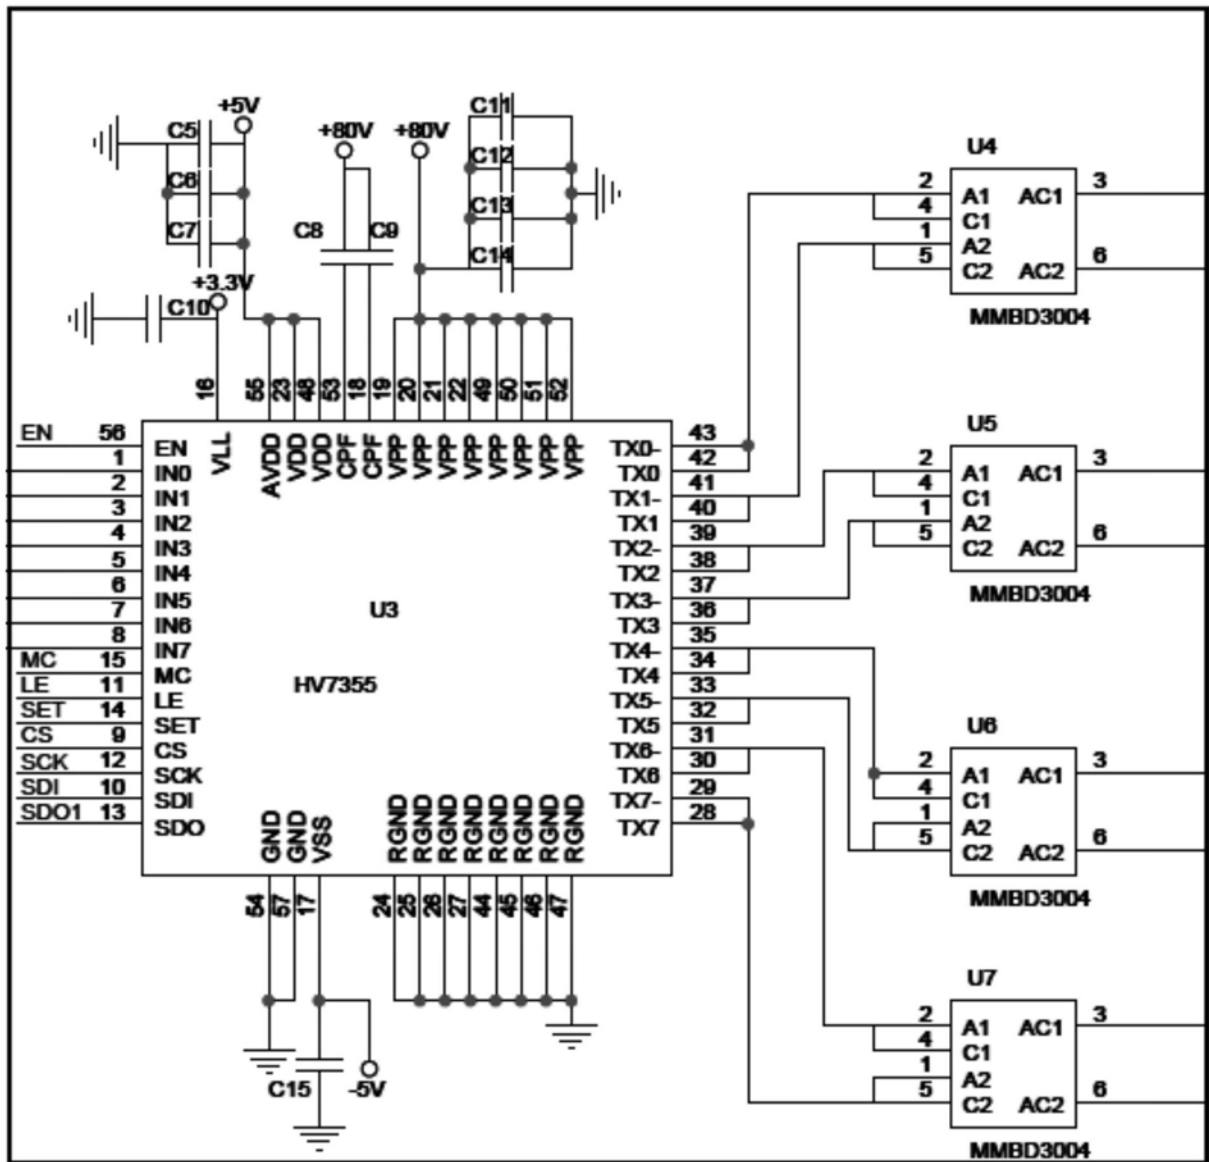 +5V
C5
C6
C7
+80V
+80V
C11
C12
C13
C14
C8
C9
+3.3V
C10
16
55
23
48
53
18
19
20
21
22
49
50
51
52
VLL
AVDD
VDD
VDD
CPF
CPF
VPP
VPP
VPP
VPP
VPP
VPP
VPP
VPP
EN 56 EN
1 IN0
2 IN1
3 IN2
4 IN3
5 IN4
6 IN5
7 IN6
8 IN7
MC 15 MC
LE 11 LE
SET 14 SET
CS 9 CS
SCK 12 SCK
SDI 10 SDI
SDO1 13 SDO
U3
HV7355
TX0- 43
TX0 42
TX1- 41
TX1 40
TX2- 39
TX2 38
TX3- 37
TX3 36
TX4- 35
TX4 34
TX5- 33
TX5 32
TX6- 31
TX6 30
TX7- 29
TX7 28
GND
GND
VSS
RGND
RGND
RGND
RGND
RGND
RGND
RGND
RGND
54
57
17
24
25
26
27
44
45
46
47
C15
-5V
U4
2 A1 AC1 3
4 C1
1 A2
5 C2 AC2 6
MMBD3004
U5
2 A1 AC1 3
4 C1
1 A2
5 C2 AC2 6
MMBD3004
U6
2 A1 AC1 3
4 C1
1 A2
5 C2 AC2 6
MMBD3004
U7
2 A1 AC1 3
4 C1
1 A2
5 C2 AC2 6
MMBD3004